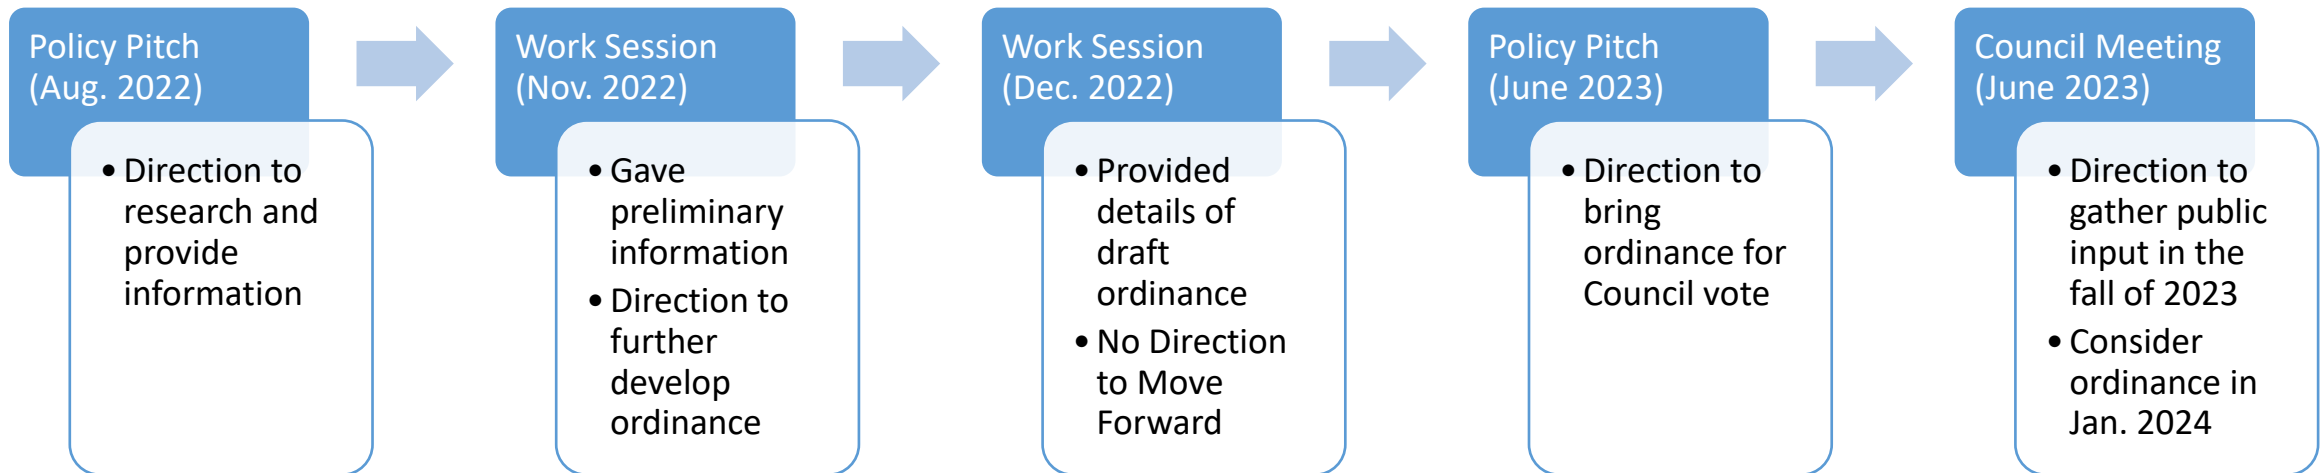 Policy Pitch
(Aug. 2022)
• Direction to
research and
provide
information
Work Session
(Nov. 2022)
• Gave
preliminary
information
• Direction to
further
develop
ordinance
Work Session
(Dec. 2022)
• Provided
details of
draft
ordinance
• No Direction
to Move
Forward
Policy Pitch
(June 2023)
• Direction to
bring
ordinance for
Council vote
Council Meeting
(June 2023)
• Direction to
gather public
input in the
fall of 2023
• Consider
ordinance in
Jan. 2024